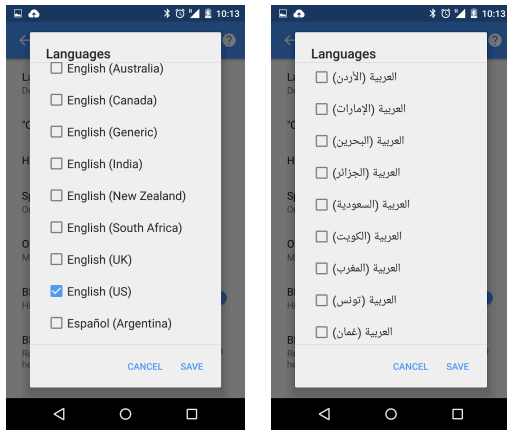 10:13
Languages
English (Australia)
English (Canada)
English (Generic)
English (India)
English (New Zealand)
English (South Africa)
English (UK)
English (US)
Español (Argentina)
CANCEL SAVE
10:13
Languages
العربية (الأردن)
العربية (الإمارات)
العربية (البحرين)
العربية (الجزائر)
العربية (السعودية)
العربية (الكويت)
العربية (المغرب)
العربية (تونس)
العربية (عُمان)
CANCEL SAVE